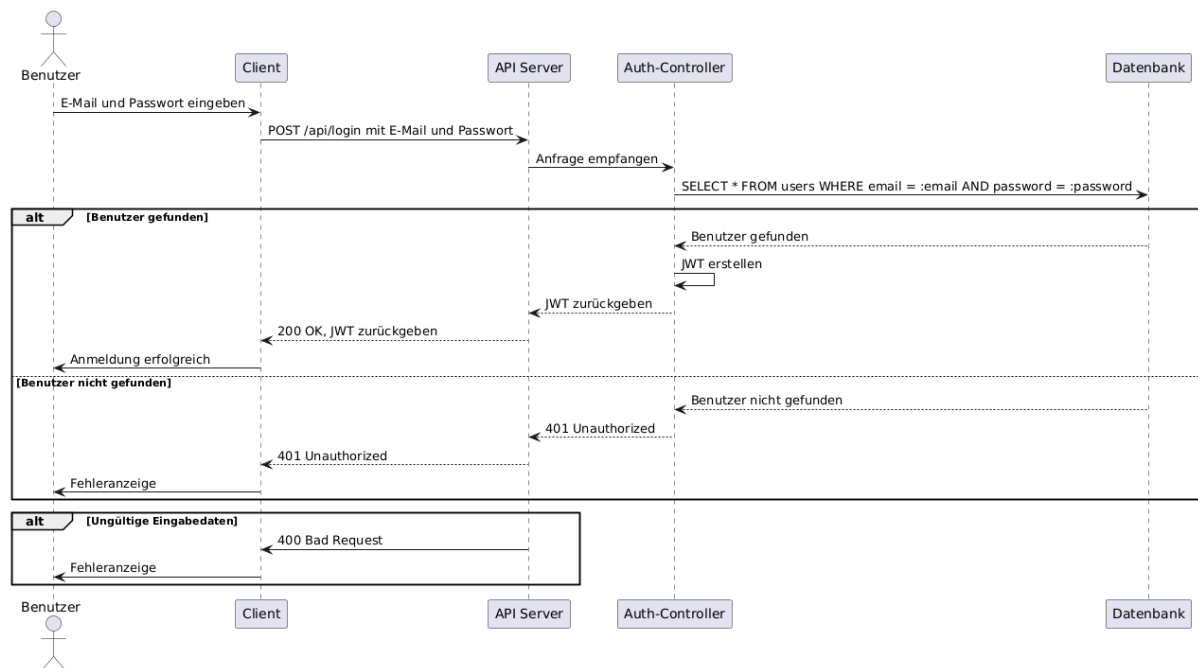 Benutzer
Client
API Server
Auth-Controller
Datenbank
E-Mail und Passwort eingeben
POST /api/login mit E-Mail und Passwort
Anfrage empfangen
SELECT * FROM users WHERE email = :email AND password = :password
alt [Benutzer gefunden]
Benutzer gefunden
JWT erstellen
JWT zurückgeben
200 OK, JWT zurückgeben
Anmeldung erfolgreich
[Benutzer nicht gefunden]
Benutzer nicht gefunden
401 Unauthorized
401 Unauthorized
Fehleranzeige
alt [Ungültige Eingabedaten]
400 Bad Request
Fehleranzeige
Benutzer
Client
API Server
Auth-Controller
Datenbank